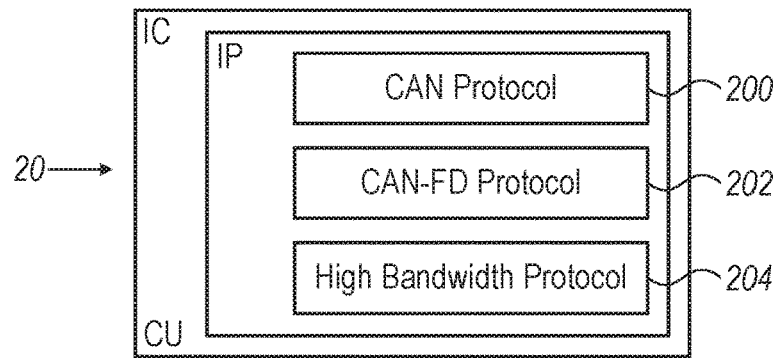 IC
IP
CAN Protocol
200
20
CAN-FD Protocol
202
High Bandwidth Protocol
204
CU